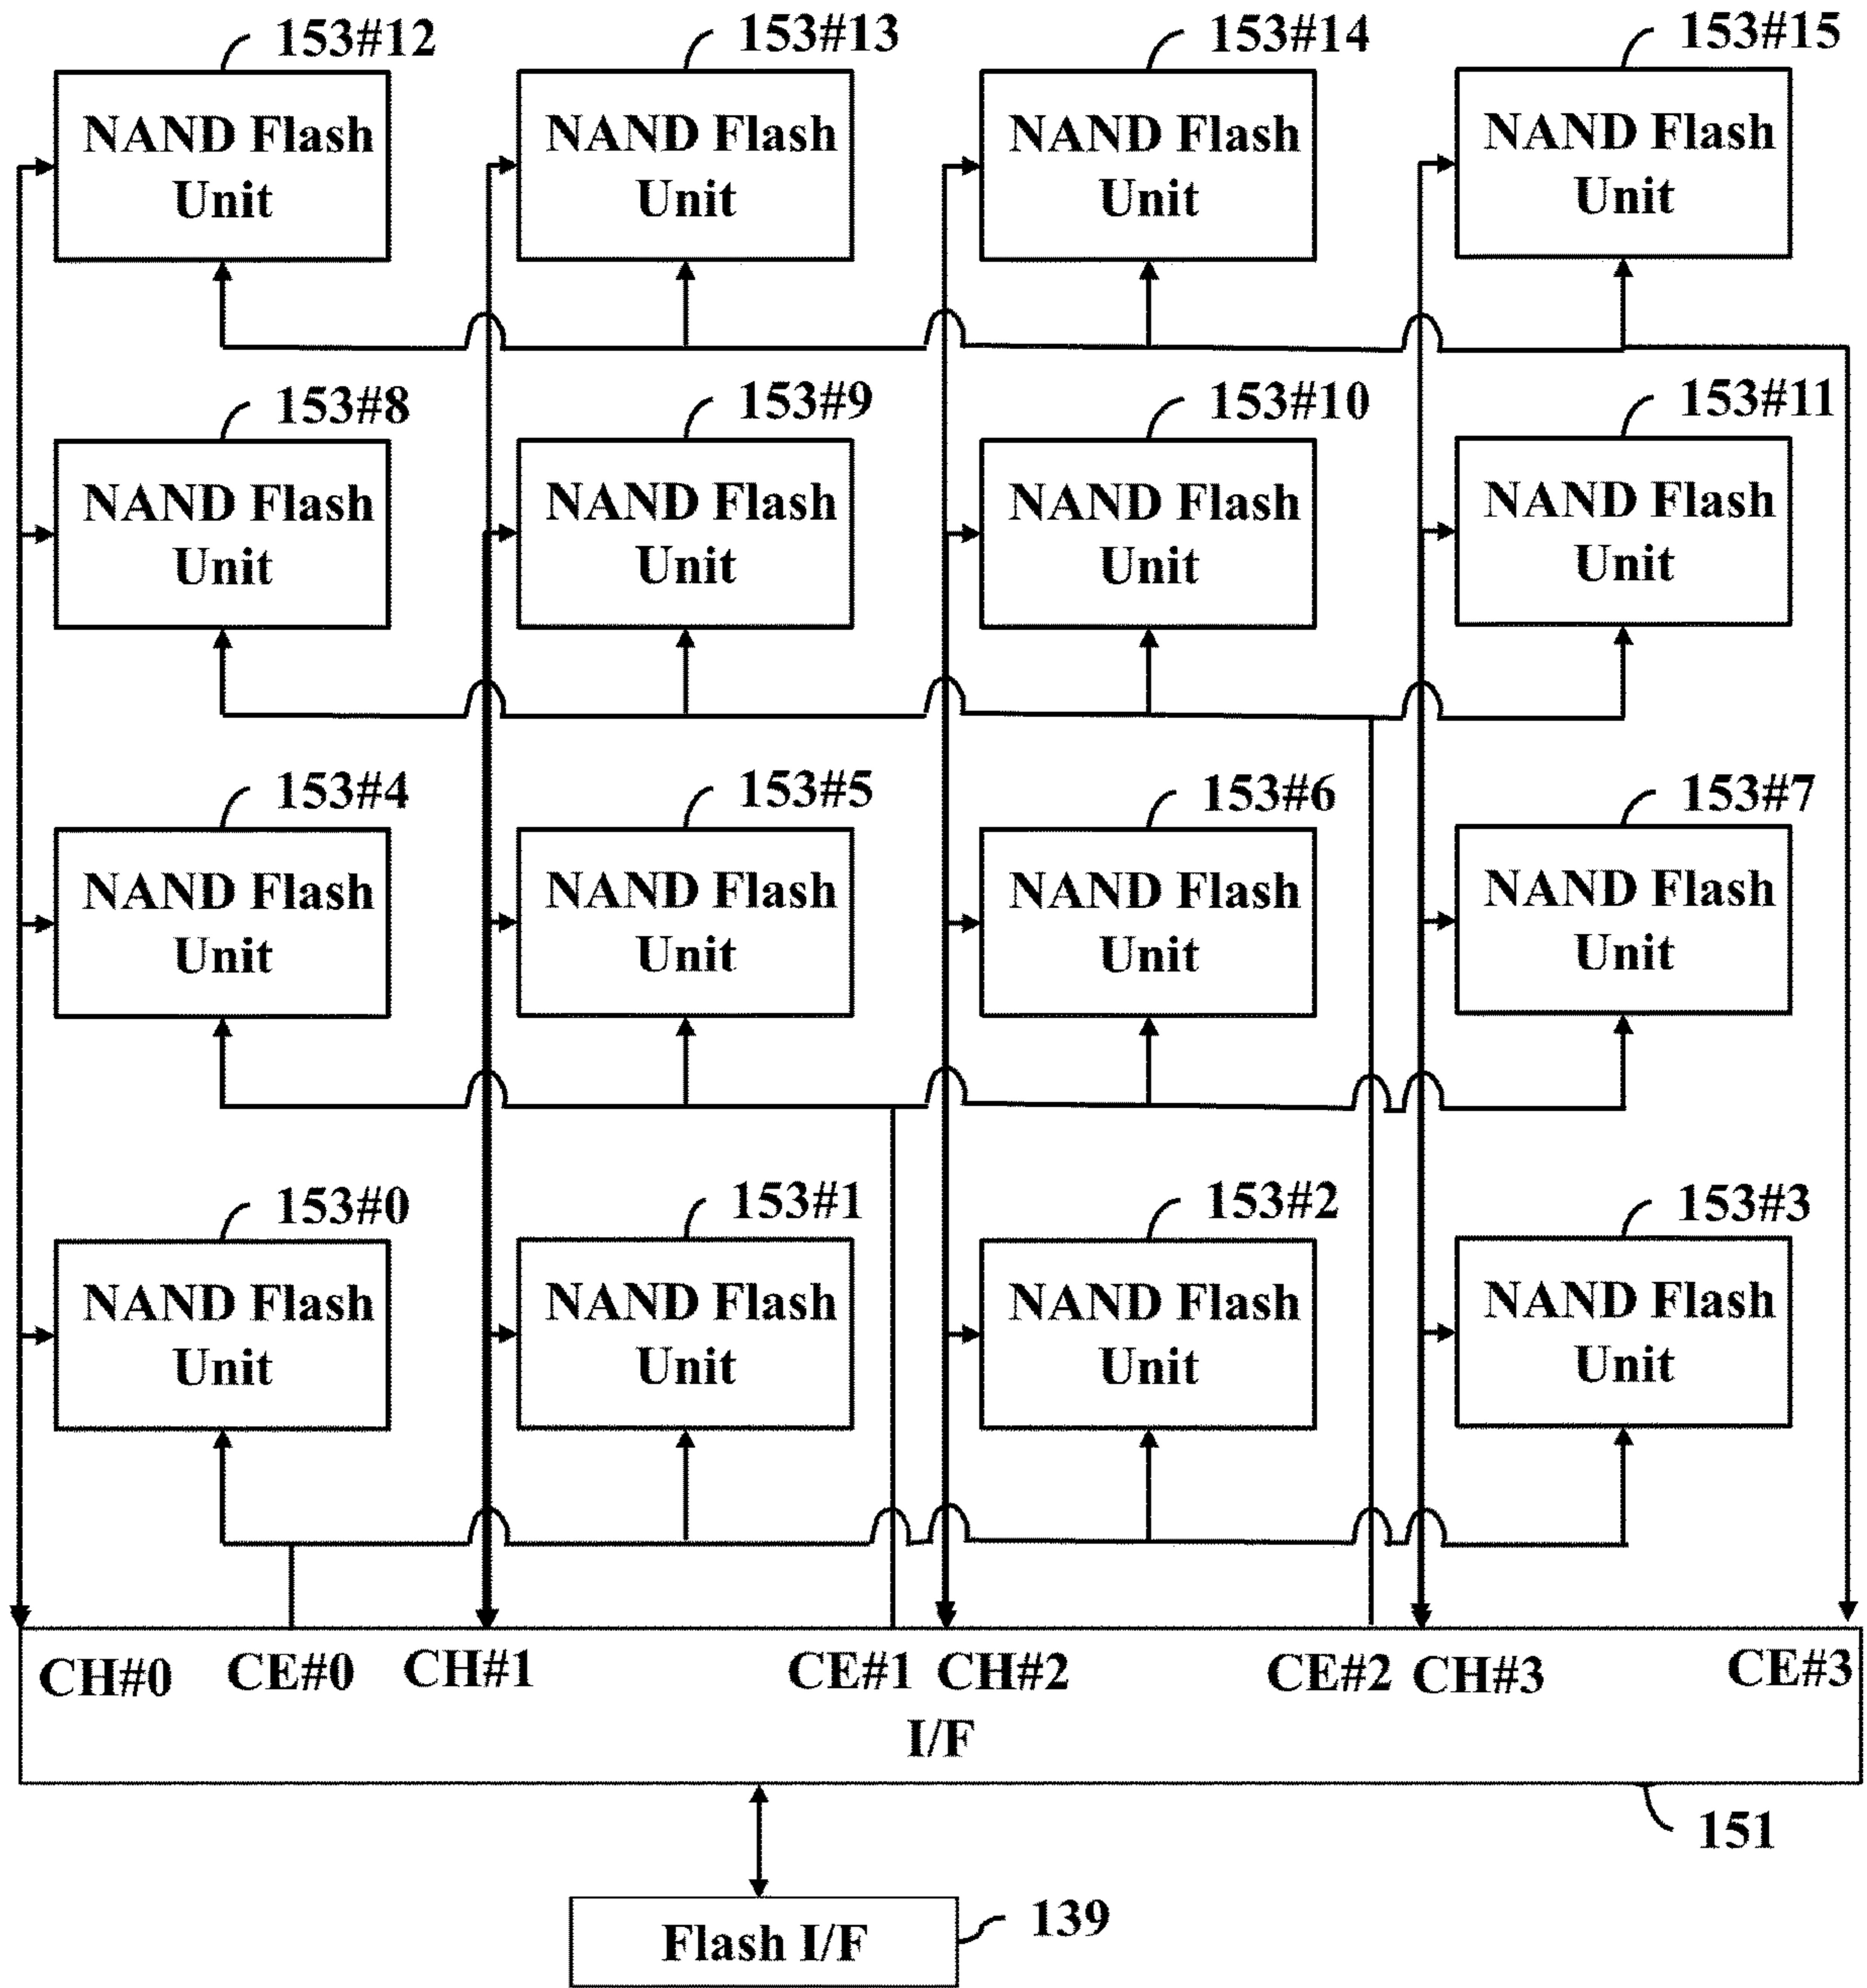 153#12 153#13 153#14 153#15
NAND Flash NAND Flash NAND Flash NAND Flash
Unit Unit Unit Unit
153#8 153#9 153#10 153#11
NAND Flash NAND Flash NAND Flash NAND Flash
Unit Unit Unit Unit
153#4 153#5 153#6 153#7
NAND Flash NAND Flash NAND Flash NAND Flash
Unit Unit Unit Unit
153#0 153#1 153#2 153#3
NAND Flash NAND Flash NAND Flash NAND Flash
Unit Unit Unit Unit
CH#0 CE#0 CH#1 CE#1 CH#2 CE#2 CH#3 CE#3
I/F
151
139
Flash I/F